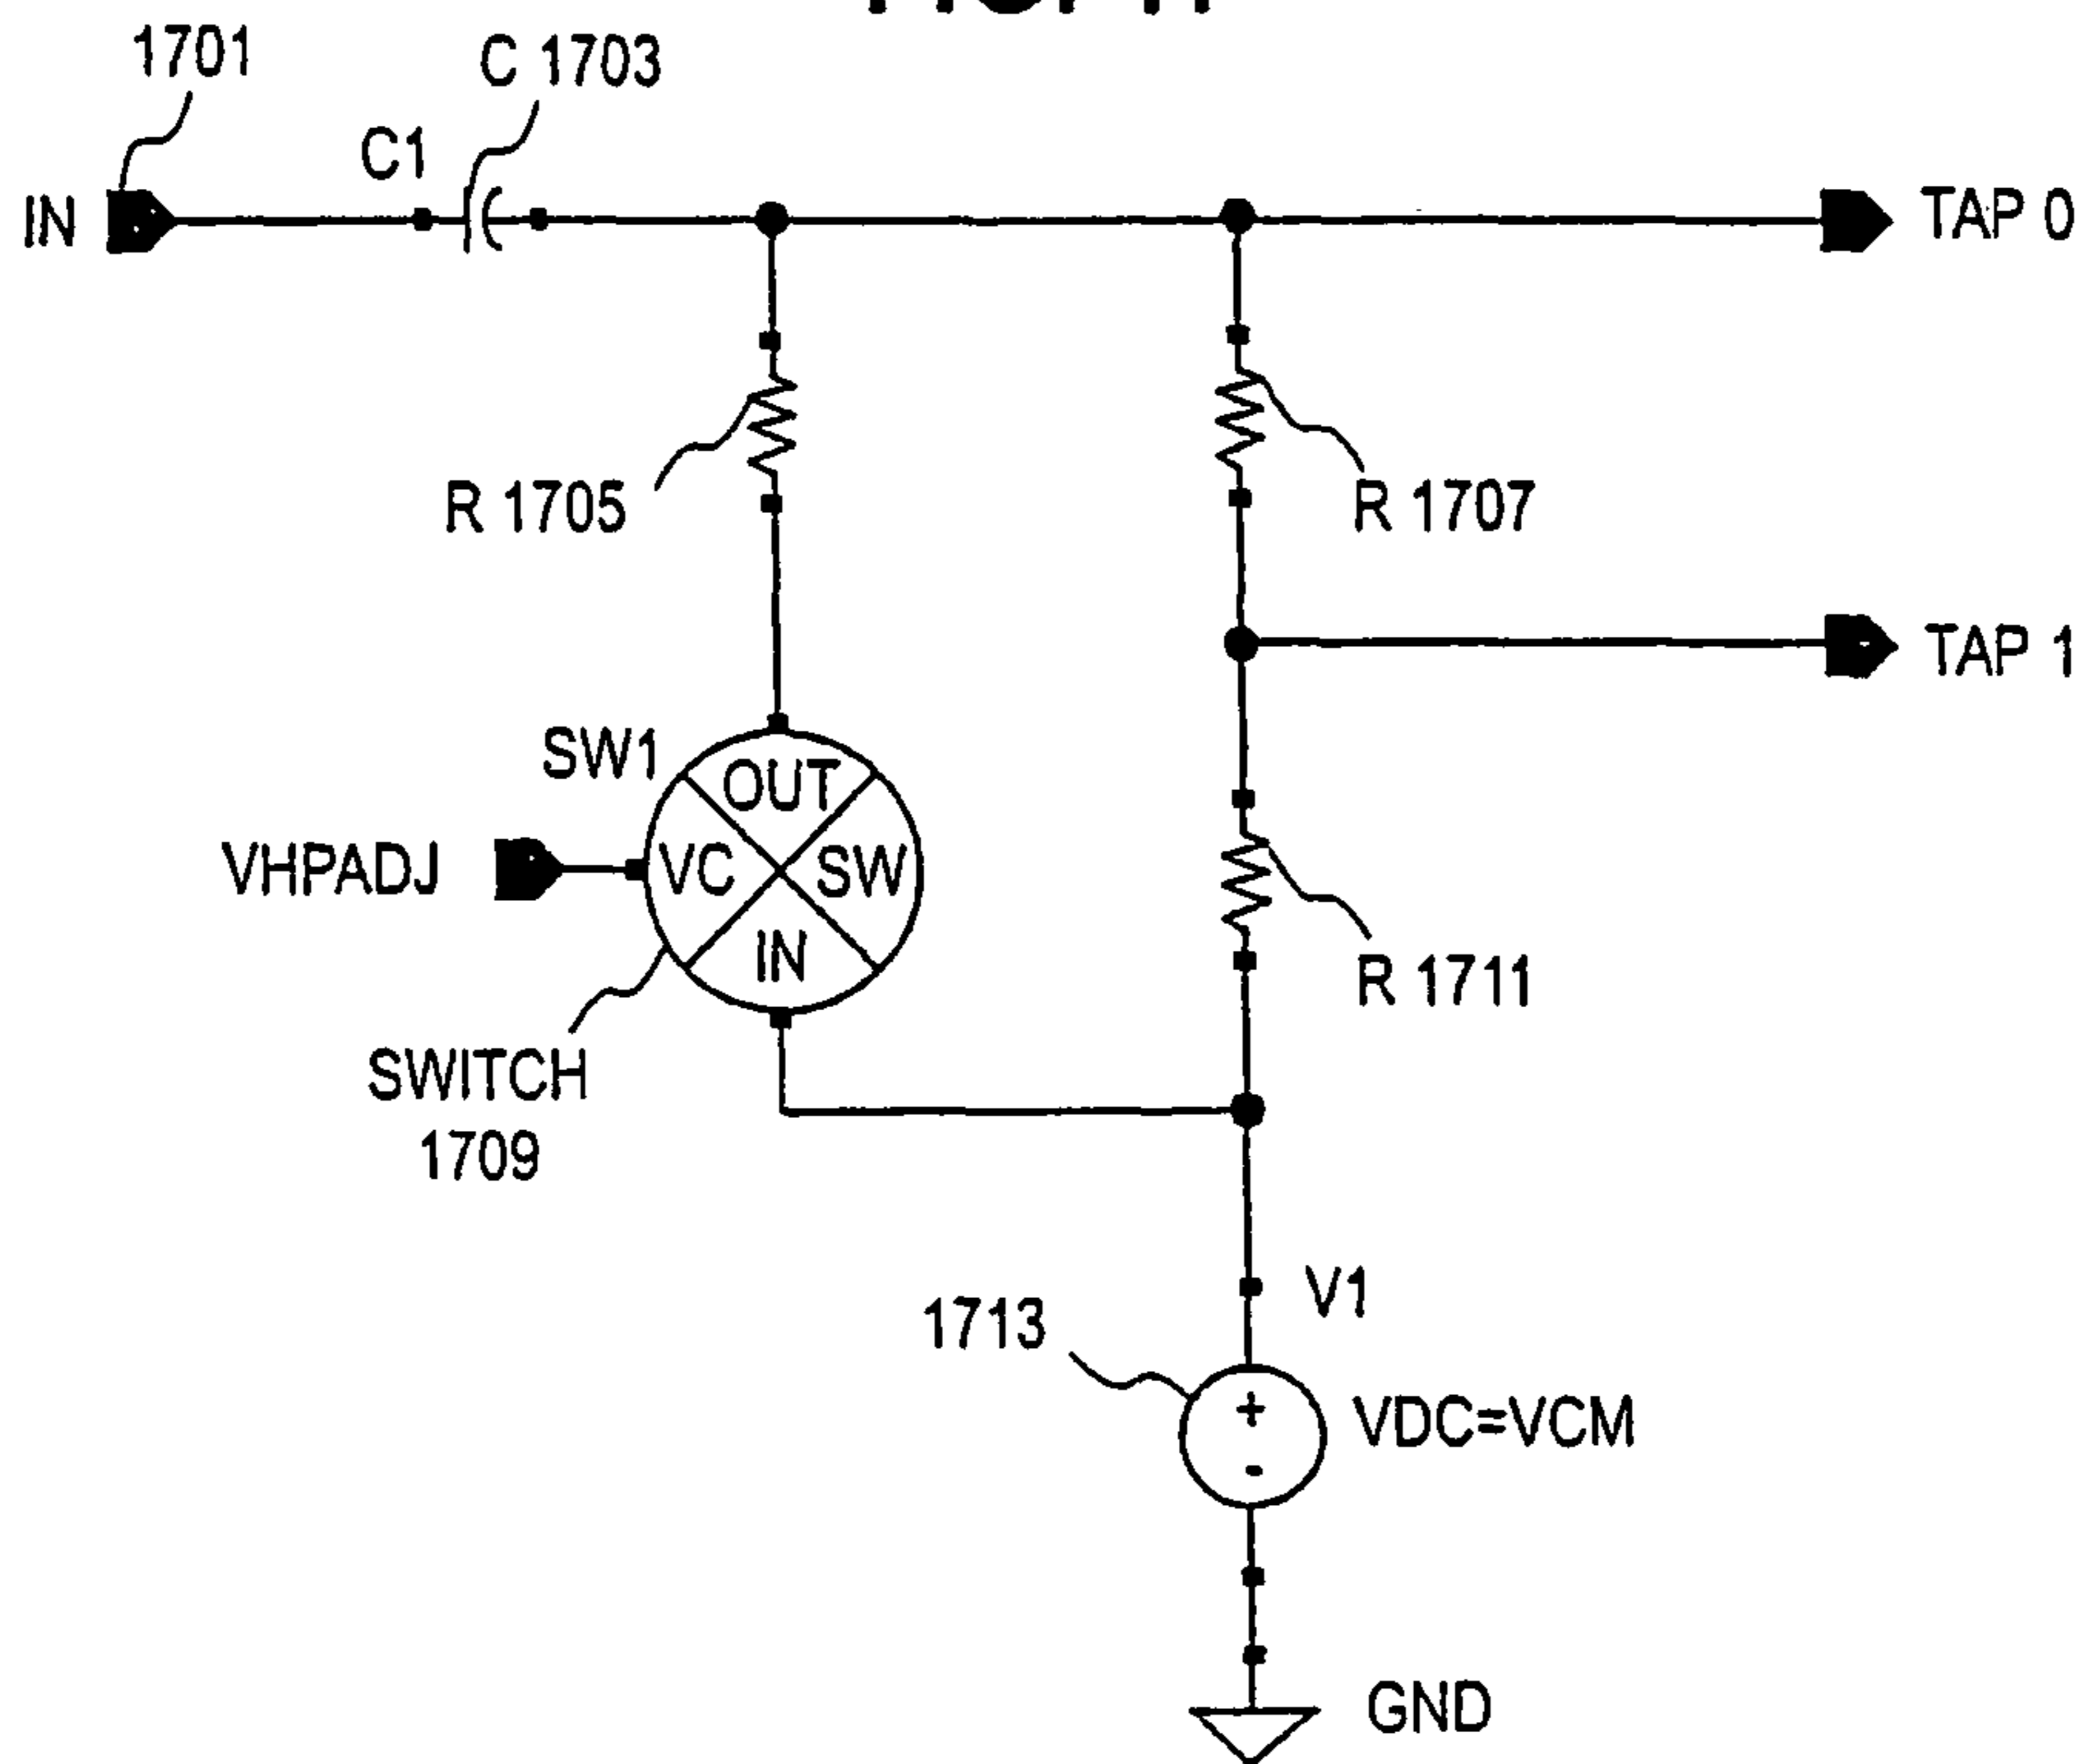 1701
C 1703
C1
IN
TAP 0
R 1705
R 1707
TAP 1
SW1
OUT
VHPADJ
VC
SW
IN
R 1711
SWITCH
1709
V1
1713
+
VDC=VCM
-
GND